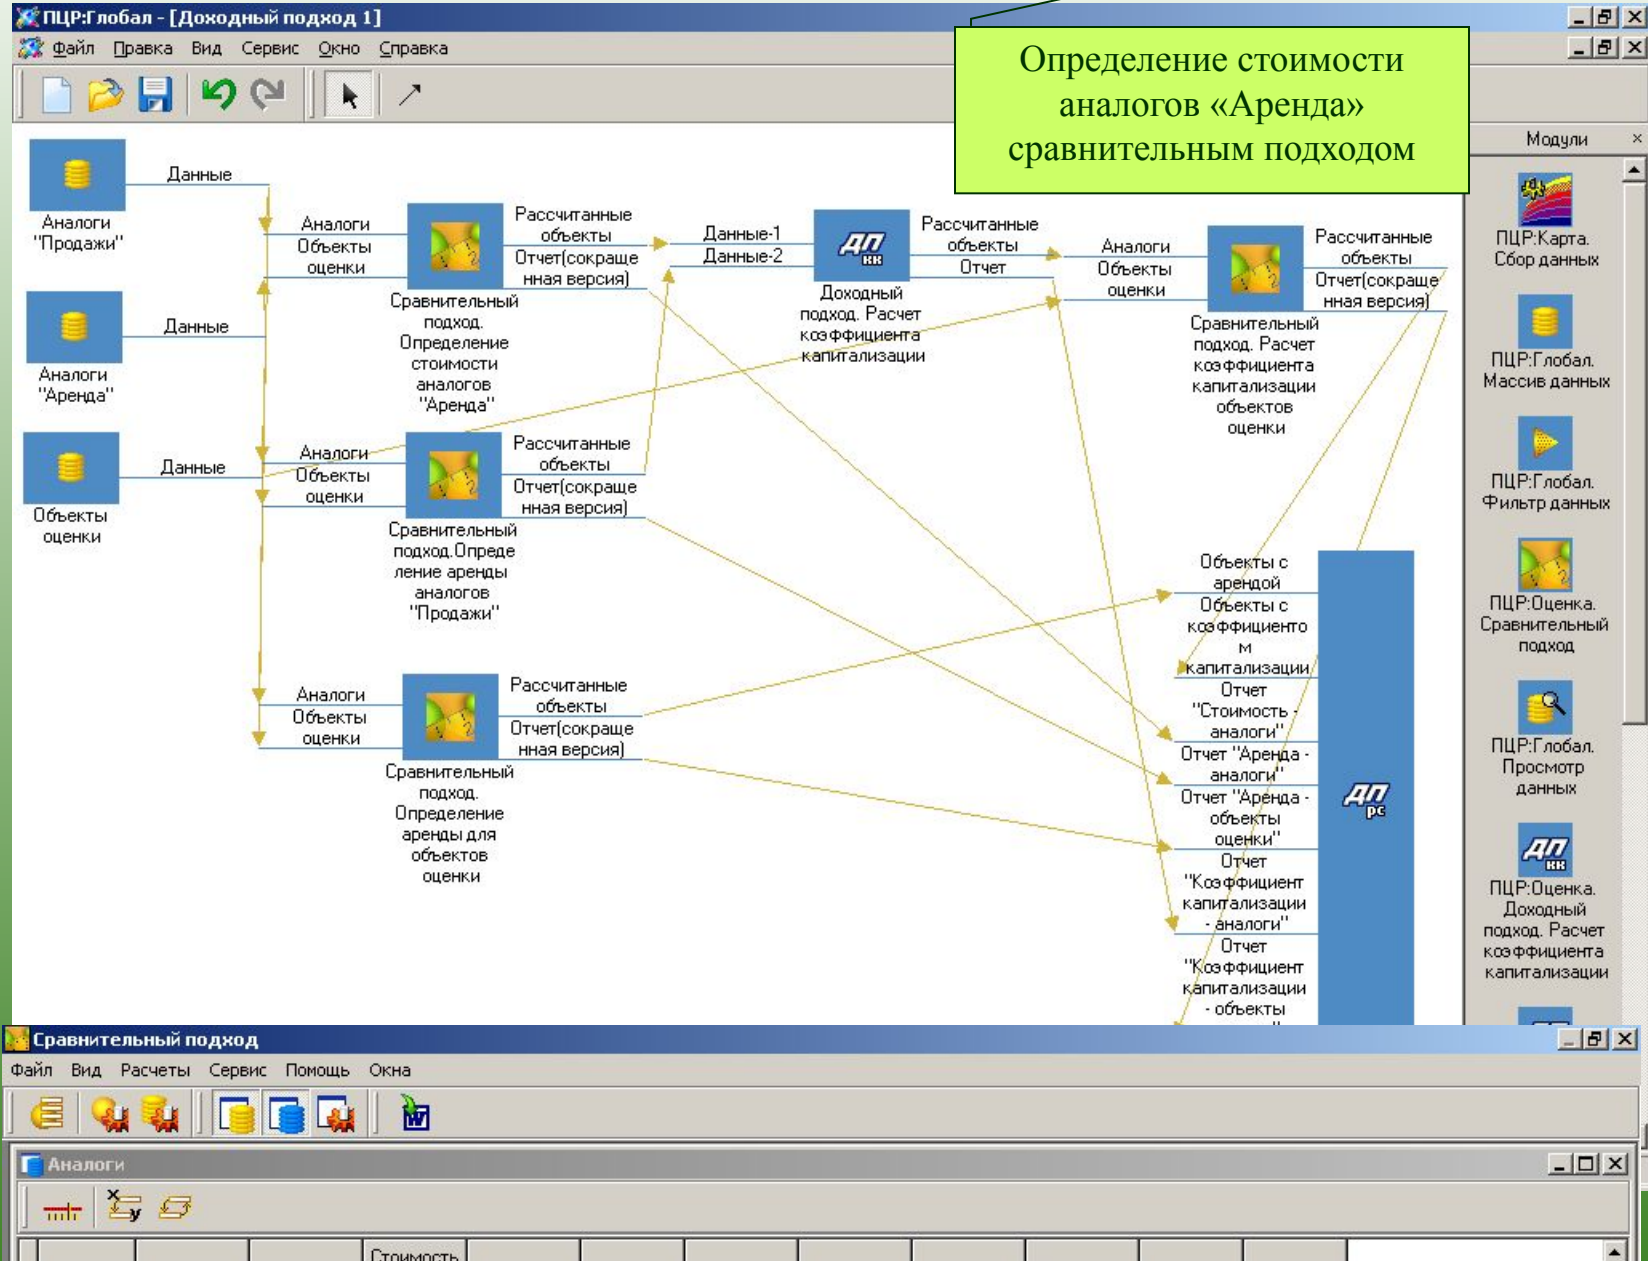 ПЦР:Глобал - [Доходный подход 1]
Файл Правка Вид Сервис Окно Справка
Определение стоимости
аналогов «Аренда»
сравнительным подходом
Данные
Аналоги
"Продажи"
Данные
Аналоги
"Аренда"
Данные
Объекты
оценки
Аналоги
Объекты
оценки
Рассчитанные
объекты
Отчет(сокраще
нная версия)
Сравнительный
подход.
Определение
стоимости
аналогов
"Аренда"
Данные-1
Данные-2
Рассчитанные
объекты
Отчет
Доходный
подход. Расчет
коэффициента
капитализации
Аналоги
Объекты
оценки
Рассчитанные
объекты
Отчет(сокраще
нная версия)
Сравнительный
подход. Расчет
коэффициента
капитализации
объектов
оценки
Аналоги
Объекты
оценки
Рассчитанные
объекты
Отчет(сокраще
нная версия)
Сравнительный
подход.Опреде
ление аренды
аналогов
"Продажи"
Аналоги
Объекты
оценки
Рассчитанные
объекты
Отчет(сокраще
нная версия)
Сравнительный
подход.
Определение
аренды для
объектов
оценки
Объекты с
арендой
Объекты с
коэффициенто
м
капитализации
Отчет
"Стоимость -
аналоги"
Отчет "Аренда -
аналоги"
Отчет "Аренда -
объекты
оценки"
Отчет
"Коэффициент
капитализации
- аналоги"
Отчет
"Коэффициент
капитализации
- объекты
ДП
кк
ДП
рс
Модули
ПЦР:Карта.
Сбор данных
ПЦР:Глобал.
Массив данных
ПЦР:Глобал.
Фильтр данных
ПЦР:Оценка.
Сравнительный
подход
ПЦР:Глобал.
Просмотр
данных
ДП
кк
ПЦР:Оценка.
Доходный
подход. Расчет
коэффициента
капитализации
Сравнительный подход
Файл Вид Расчеты Сервис Помощь Окна
Аналоги
Стоимость